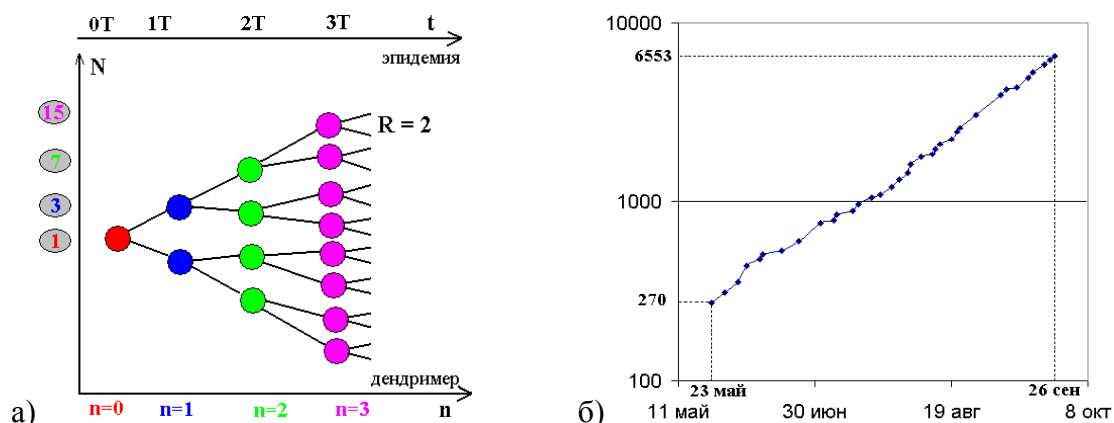 0T 1T 2T 3T t
эпидемия
N
15
R = 2
7
3
1
дендример
а) n=0 n=1 n=2 n=3 n
10000
6553
1000
270
100
23 май 26 сен
б) 11 май 30 июн 19 авг 8 окт